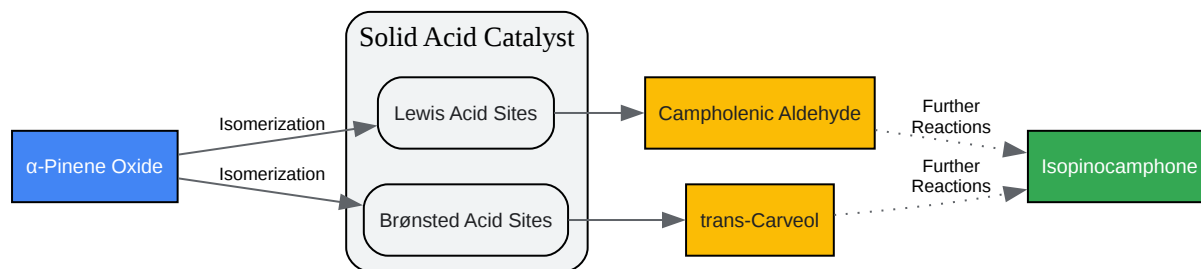 Solid Acid Catalyst
α-Pinene Oxide
Isomerization
Isomerization
Lewis Acid Sites
Brønsted Acid Sites
Campholenic Aldehyde
trans-Carveol
Further
Reactions
Further
Reactions
Isopinocamphone